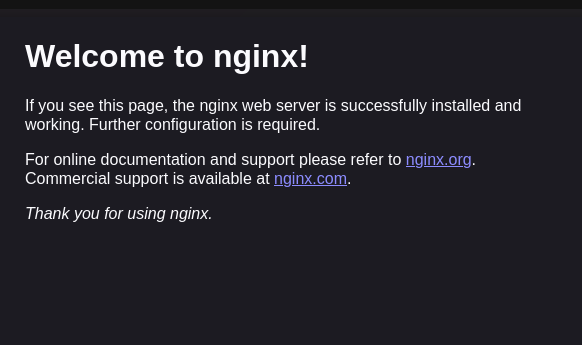 Welcome to nginx!
If you see this page, the nginx web server is successfully installed and
working. Further configuration is required.
For online documentation and support please refer to nginx.org.
Commercial support is available at nginx.com.
Thank you for using nginx.